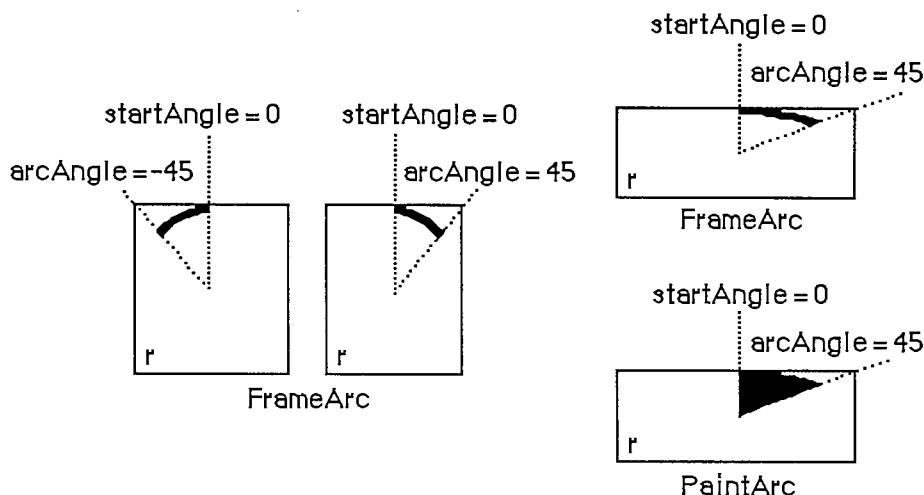 startAngle = 0
arcAngle = -45
r
startAngle = 0
arcAngle = 45
r
FrameArc
startAngle = 0
arcAngle = 45
r
FrameArc
startAngle = 0
arcAngle = 45
r
PaintArc